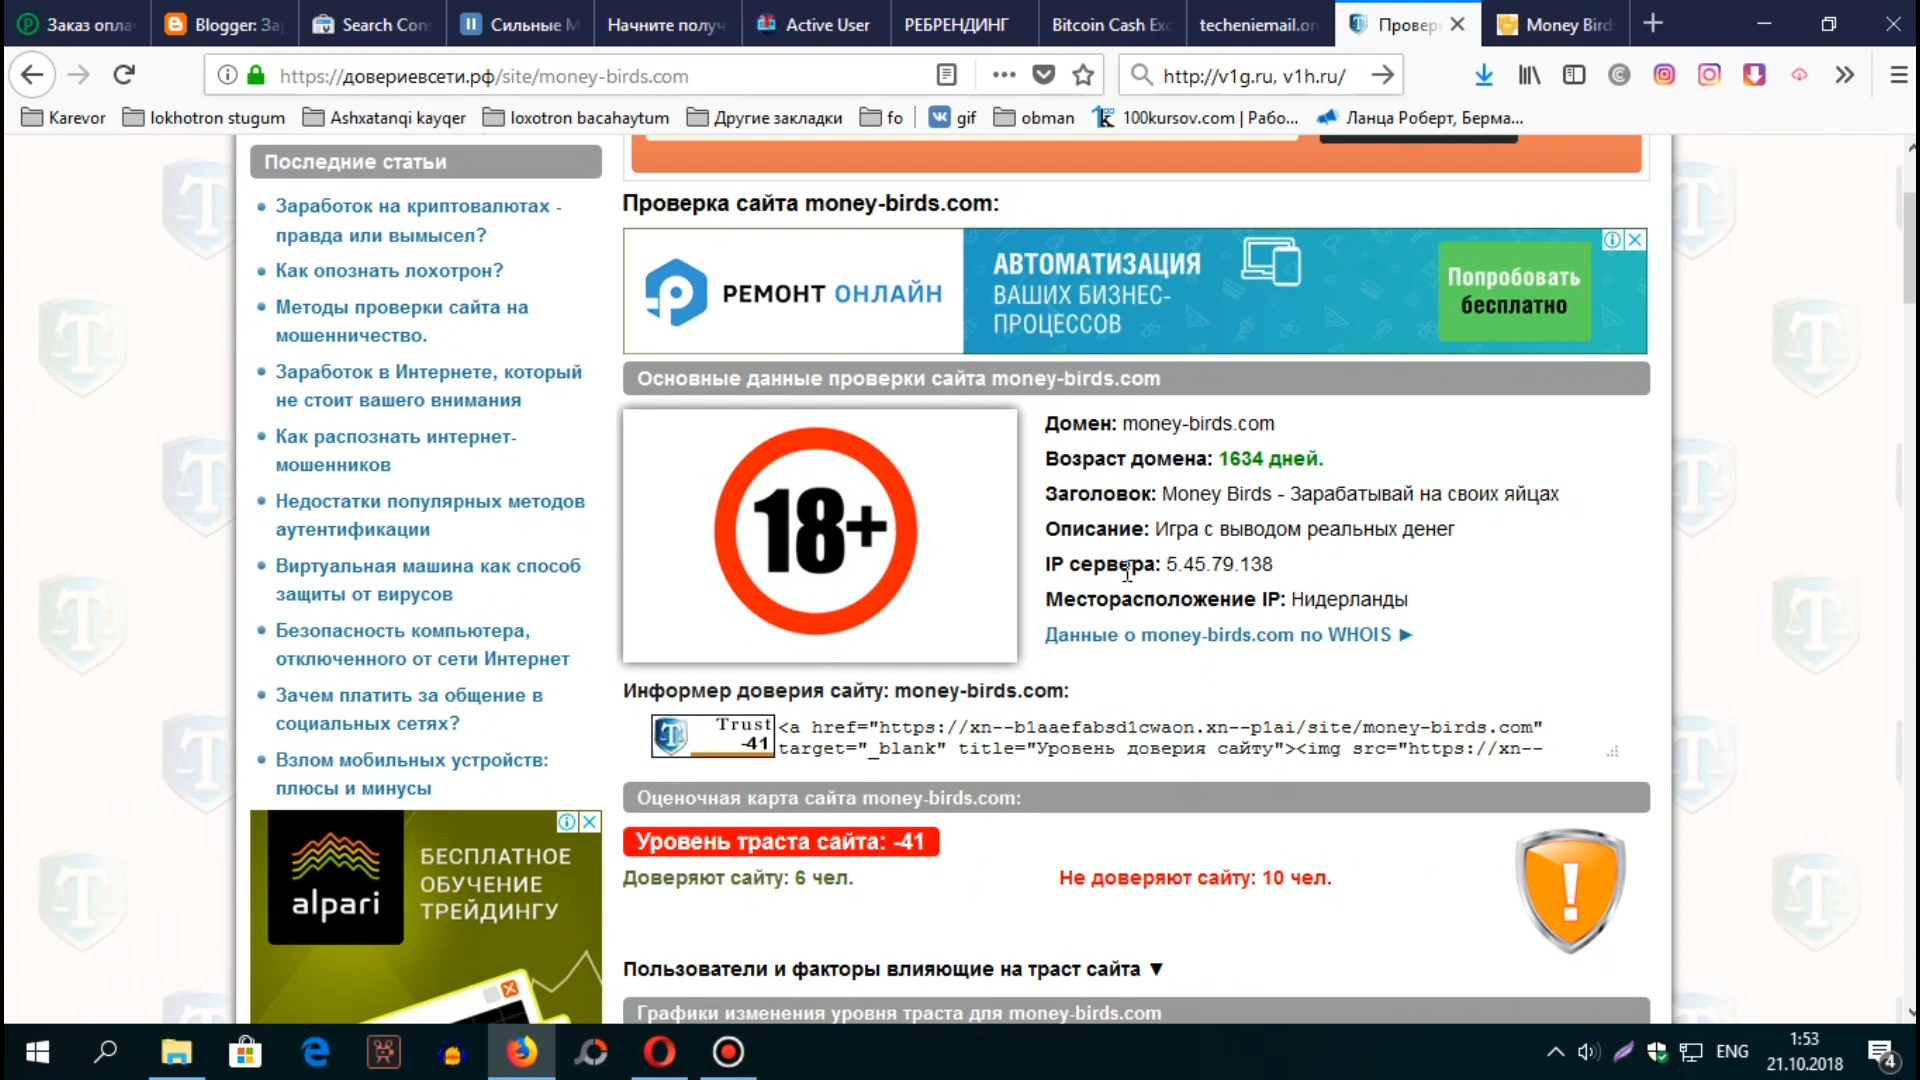 Заказ опла
Blogger: За
Search Con
Сильные М
Начните получ
Active User
РЕБРЕНДИНГ
Bitcoin Cash Exc
techeniemail.on
Провер
Money Bird
https://довериевсети.рф/site/money-birds.com
http://v1g.ru, v1h.ru/
Karevor
lokhotron stugum
Ashxatanqi kayqer
loxotron bacahaytum
Другие закладки
fo
gif
obman
100kursov.com | Рабо...
Ланца Роберт, Берма...
Последние статьи
Заработок на криптовалютах -
правда или вымысел?
Как опознать лохотрон?
Методы проверки сайта на
мошенничество.
Заработок в Интернете, который
не стоит вашего внимания
Как распознать интернет-
мошенников
Недостатки популярных методов
аутентификации
Виртуальная машина как способ
защиты от вирусов
Безопасность компьютера,
отключенного от сети Интернет
Зачем платить за общение в
социальных сетях?
Взлом мобильных устройств:
плюсы и минусы
alpari
БЕСПЛАТНОЕ
ОБУЧЕНИЕ
ТРЕЙДИНГУ
Проверка сайта money-birds.com:
РЕМОНТ ОНЛАЙН
АВТОМАТИЗАЦИЯ
ВАШИХ БИЗНЕС-
ПРОЦЕССОВ
Попробовать
бесплатно
Основные данные проверки сайта money-birds.com
18+
Домен: money-birds.com
Возраст домена: 1634 дней.
Заголовок: Money Birds - Зарабатывай на своих яйцах
Описание: Игра с выводом реальных денег
IP сервера: 5.45.79.138
Месторасположение IP: Нидерланды
Данные о money-birds.com по WHOIS ►
Информер доверия сайту: money-birds.com:
Trust
-41
<a href="https://xn--b1aaefabsd1cwaon.xn--p1ai/site/money-birds.com"
target="_blank" title="Уровень доверия сайту"><img src="https://xn--
Оценочная карта сайта money-birds.com:
Уровень траста сайта: -41
Доверяют сайту: 6 чел.
Не доверяют сайту: 10 чел.
Пользователи и факторы влияющие на траст сайта ▼
Графики изменения уровня траста для money-birds.com
ENG
1:53
21.10.2018
4